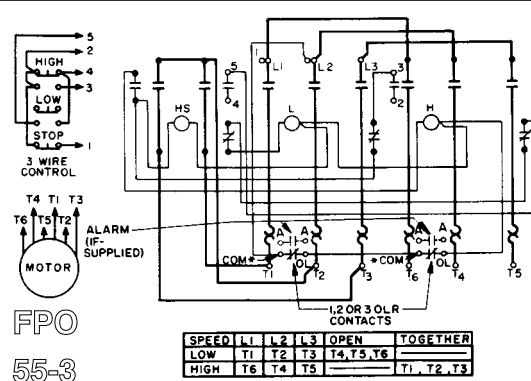 5
2
HIGH
4
3
LOW
STOP
1
3 WIRE
CONTROL
T4 T1 T3
T6 T5 T2
MOTOR
ALARM
(IF-
SUPPLIED)
FPO
55-3
1 L1 L2 L3
5 3
4 2
HS L H
A A A A
COM* OL *COM OL
T1 T2 T3 T6 T4 T5
1,2 OR 3 OLR
CONTACTS
SPEED L1 L2 L3 OPEN TOGETHER
LOW T1 T2 T3 T4,T5,T6
HIGH T6 T4 T5 T1,T2,T3